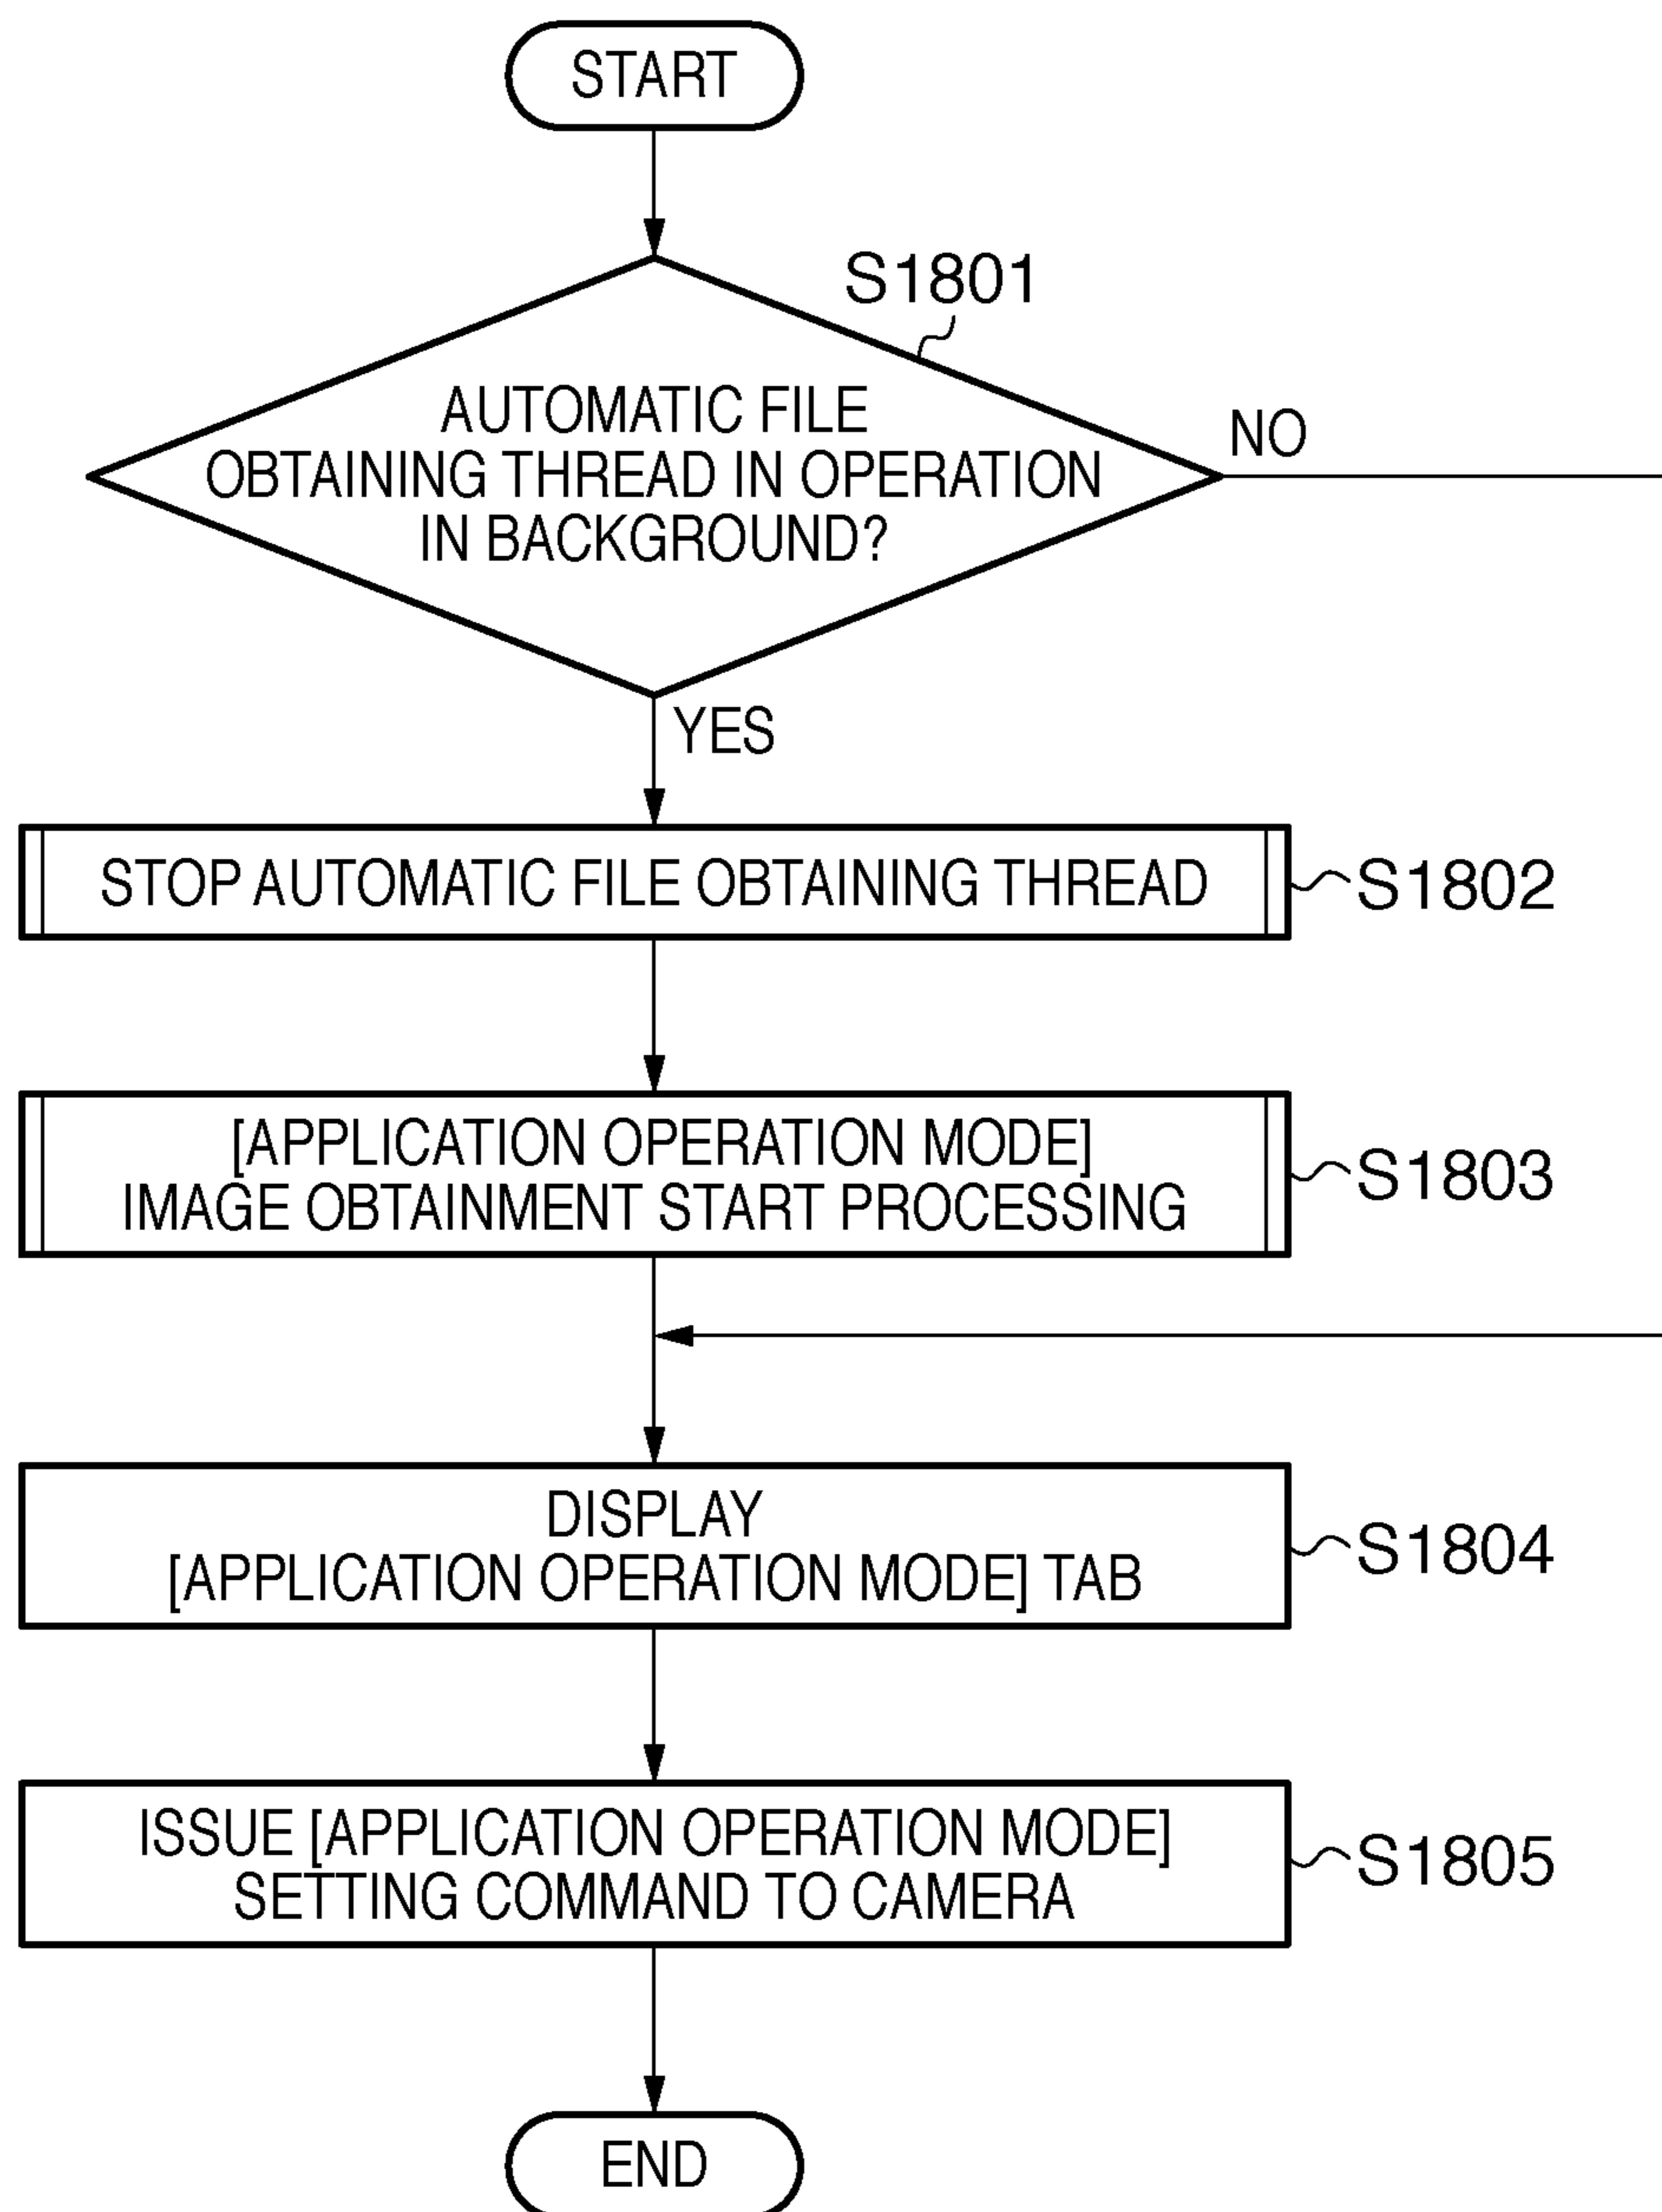 START
S1801
AUTOMATIC FILE
OBTAINING THREAD IN OPERATION
IN BACKGROUND?
NO
YES
STOP AUTOMATIC FILE OBTAINING THREAD
S1802
[APPLICATION OPERATION MODE]
IMAGE OBTAINMENT START PROCESSING
S1803
DISPLAY
[APPLICATION OPERATION MODE] TAB
S1804
ISSUE [APPLICATION OPERATION MODE]
SETTING COMMAND TO CAMERA
S1805
END